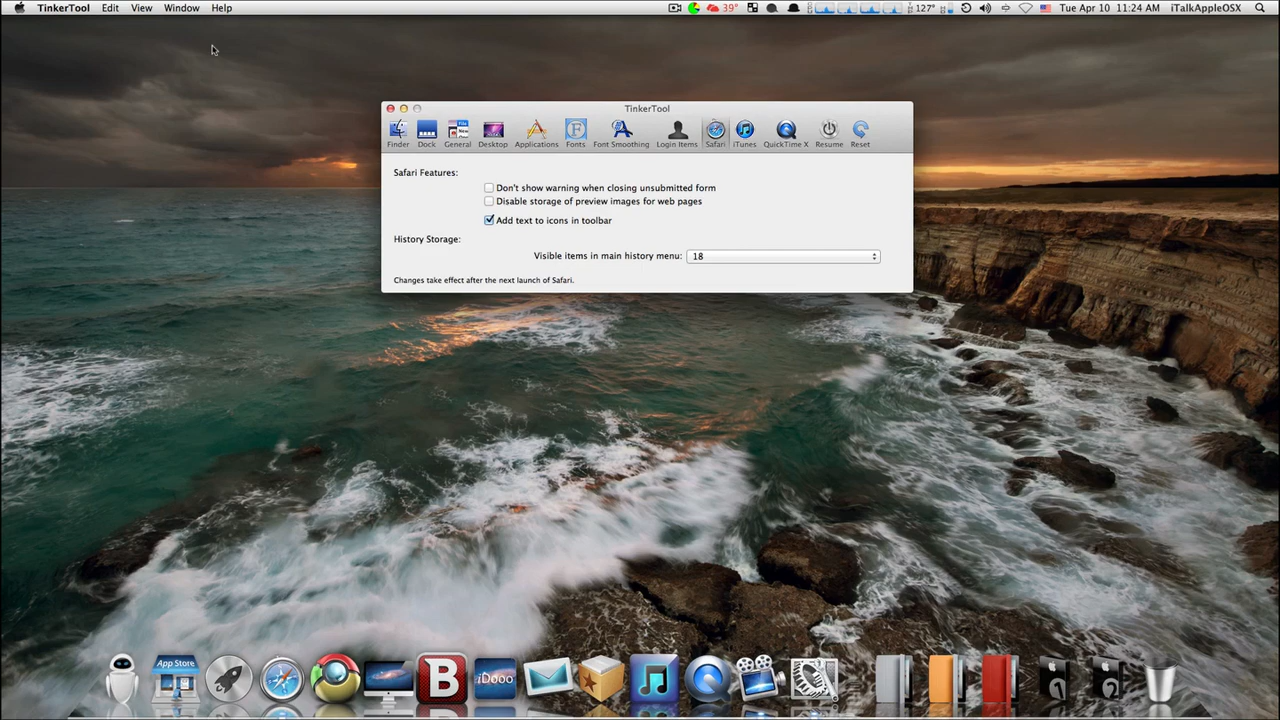 TinkerTool Edit View Window Help 39° 127° Tue Apr 10 11:24 AM iTalkAppleOSX
TinkerTool
Finder Dock General Desktop Applications Fonts Font Smoothing Login Items Safari iTunes QuickTime X Resume Reset
Safari Features:
Don't show warning when closing unsubmitted form
Disable storage of preview images for web pages
Add text to icons in toolbar
History Storage:
Visible items in main history menu: 18
Changes take effect after the next launch of Safari.
App Store
B
iDooo
1
2